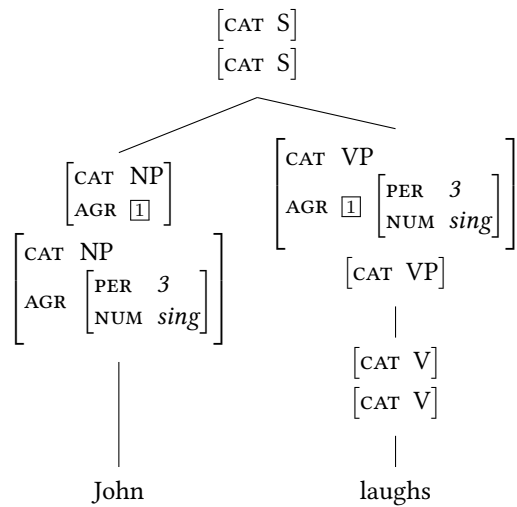 [CAT S]
[CAT S]
[CAT NP
AGR 1]
[CAT VP
AGR 1 [PER 3
NUM sing]]
[CAT NP
AGR [PER 3
NUM sing]]
[CAT VP]
[CAT V]
[CAT V]
John laughs